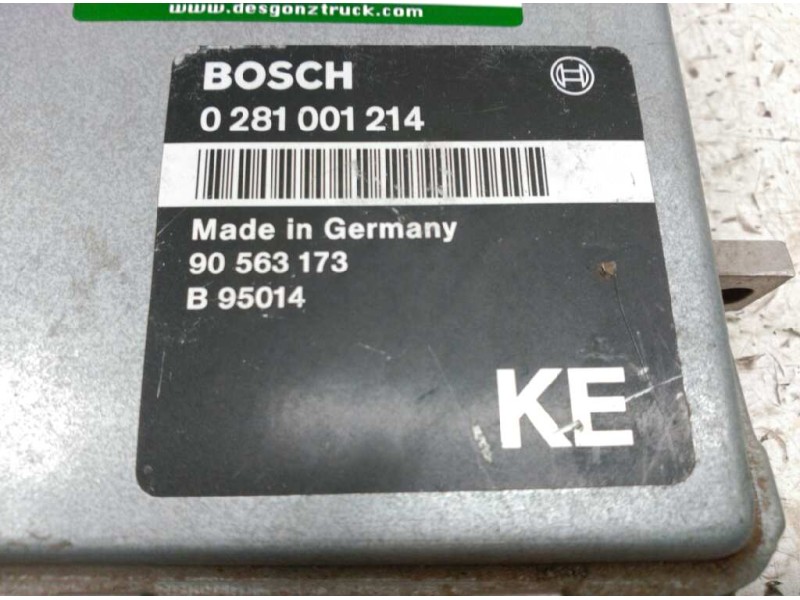 www.desgonztruck.com
BOSCH
0 281 001 214
Made in Germany
90 563 173
B 95014
KE